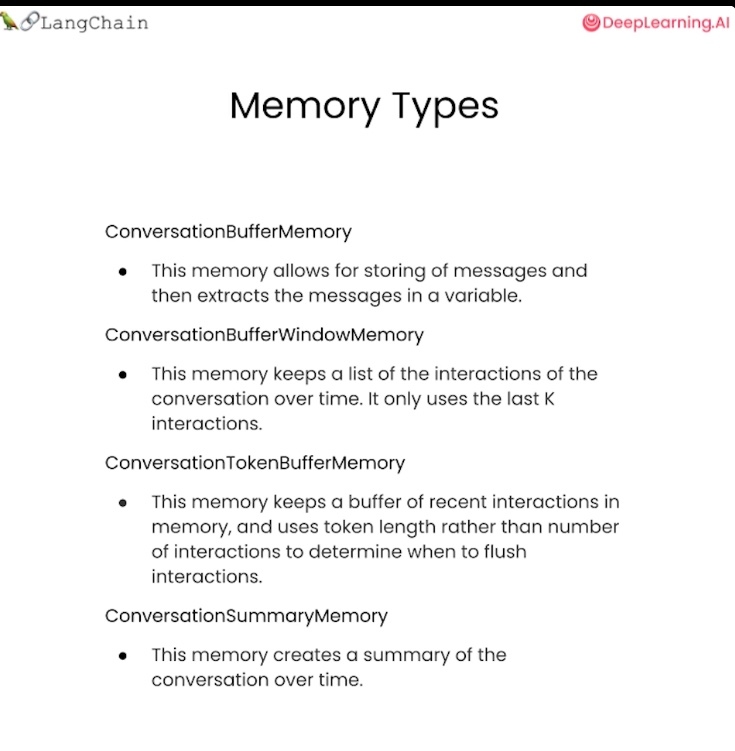 LangChain
DeepLearning.AI
Memory Types
ConversationBufferMemory
• This memory allows for storing of messages and
then extracts the messages in a variable.
ConversationBufferWindowMemory
• This memory keeps a list of the interactions of the
conversation over time. It only uses the last K
interactions.
ConversationTokenBufferMemory
• This memory keeps a buffer of recent interactions in
memory, and uses token length rather than number
of interactions to determine when to flush
interactions.
ConversationSummaryMemory
• This memory creates a summary of the
conversation over time.